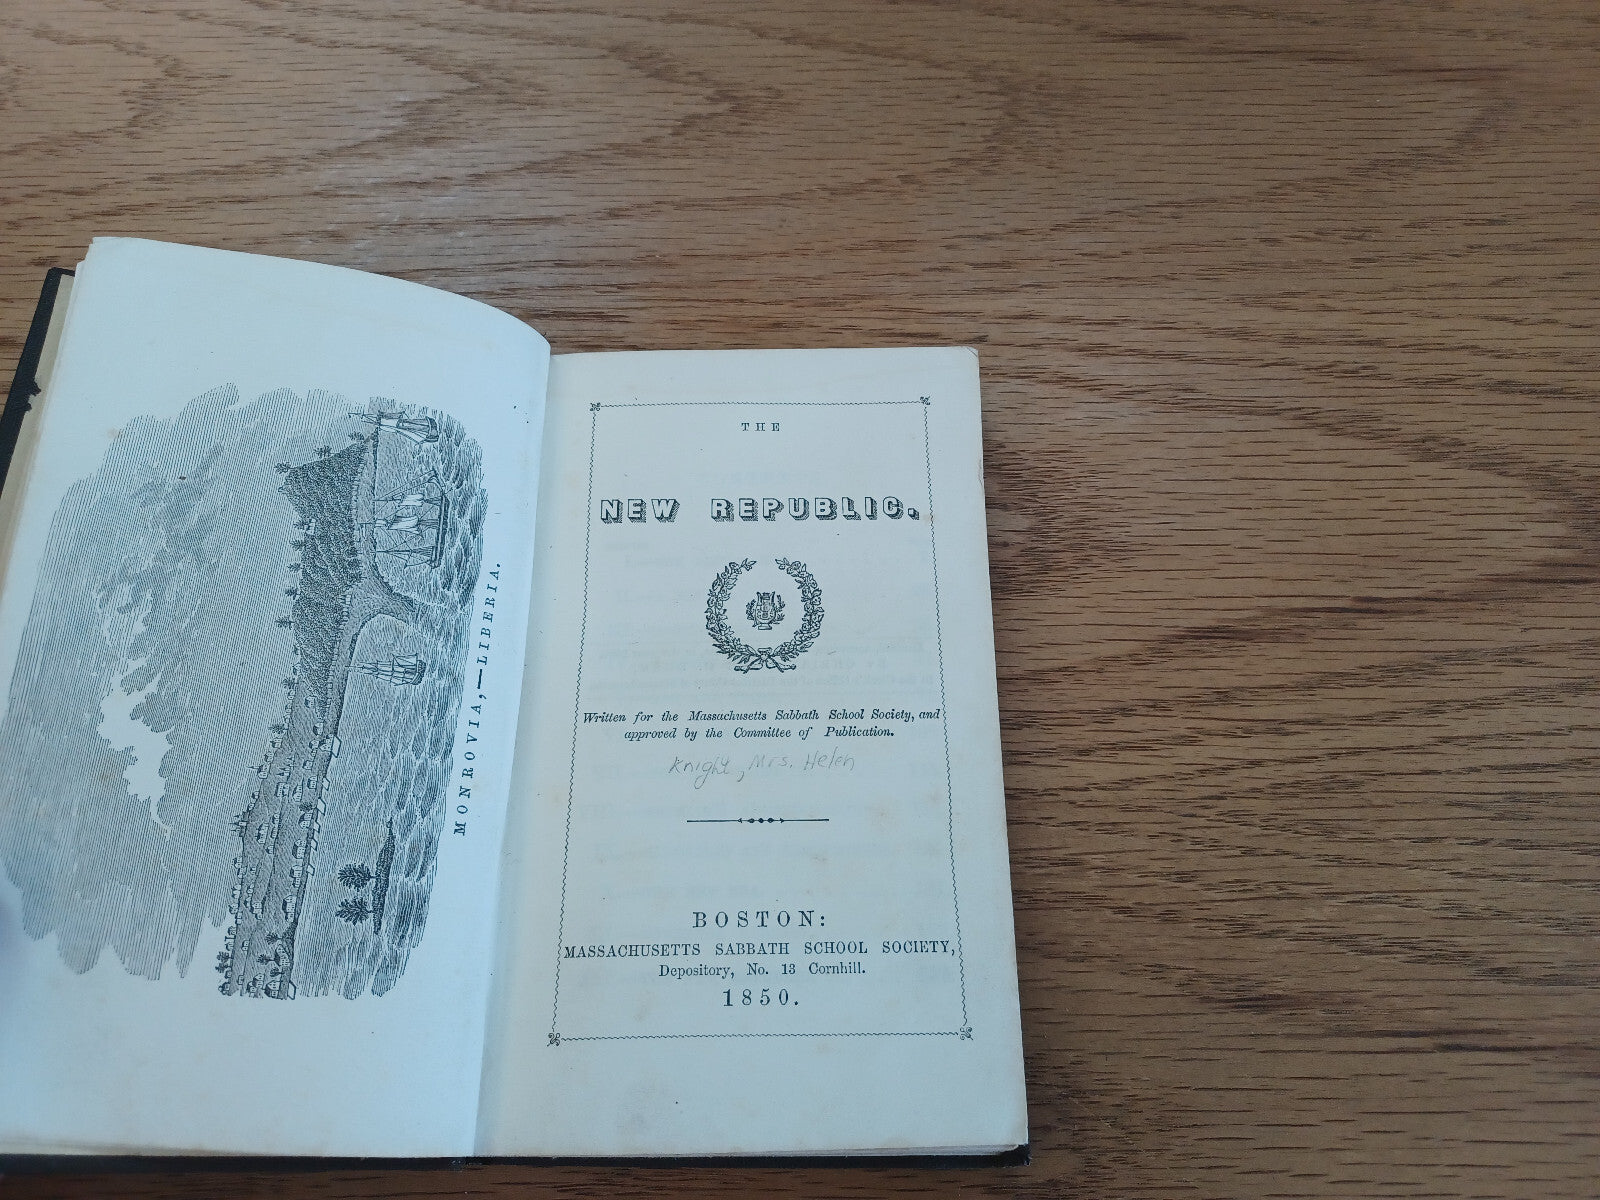 MONROVIA,—LIBERIA.
THE
NEW REPUBLIC.
Written for the Massachusetts Sabbath School Society, and
approved by the Committee of Publication.
Knight, Mrs. Helen
BOSTON:
MASSACHUSETTS SABBATH SCHOOL SOCIETY,
Depository, No. 13 Cornhill.
1850.